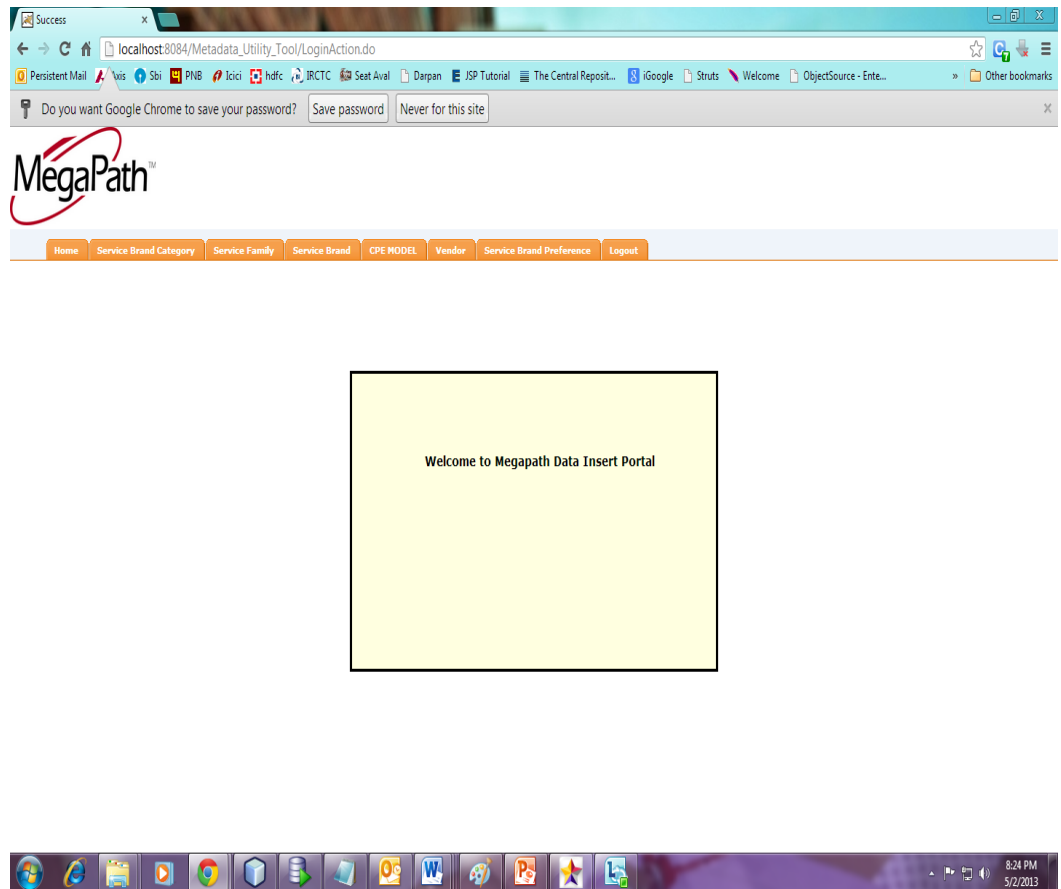 Success
localhost:8084/Metadata_Utility_Tool/LoginAction.do
Persistent Mail Axis Sbi PNB Icici hdfc IRCTC Seat Aval Darpan JSP Tutorial The Central Reposit... iGoogle Struts Welcome ObjectSource - Ente... » Other bookmarks
Do you want Google Chrome to save your password? Save password Never for this site
MegaPath™
Home Service Brand Category Service Family Service Brand CPE MODEL Vendor Service Brand Preference Logout
Welcome to Megapath Data Insert Portal
8:24 PM
5/2/2013